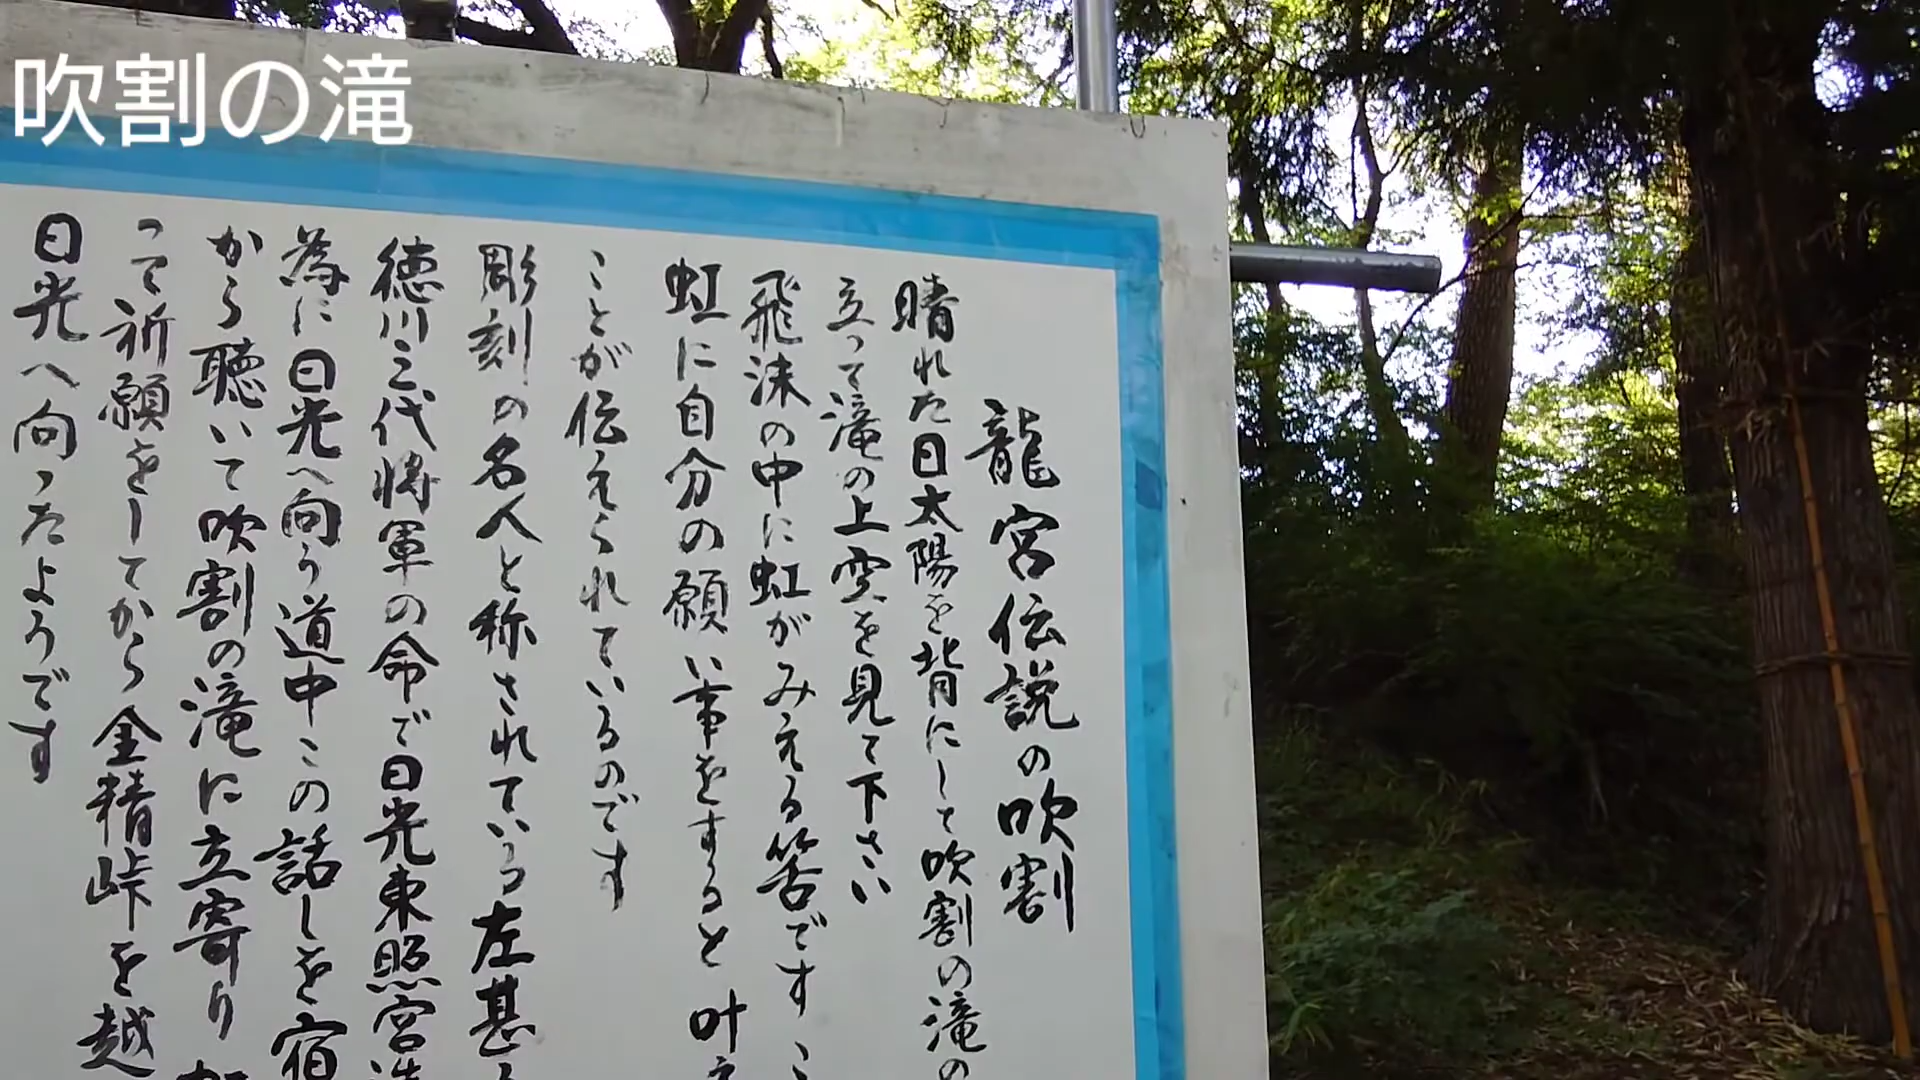 吹割の滝
龍宮伝説の吹割
晴れた日太陽を背にして吹割の滝の
立って滝の上空を見て下さい
飛沫の中に虹がみえる筈です こ
虹に自分の願い事をすると叶え
ことが伝えられているのです
彫刻の名人と称されている左甚
徳川三代将軍の命で日光東照宮造
為に日光へ向う道中この話しを宿
から聴いて吹割の滝に立寄り
って祈願をしてから金精峠を越
日光へ向ったようです